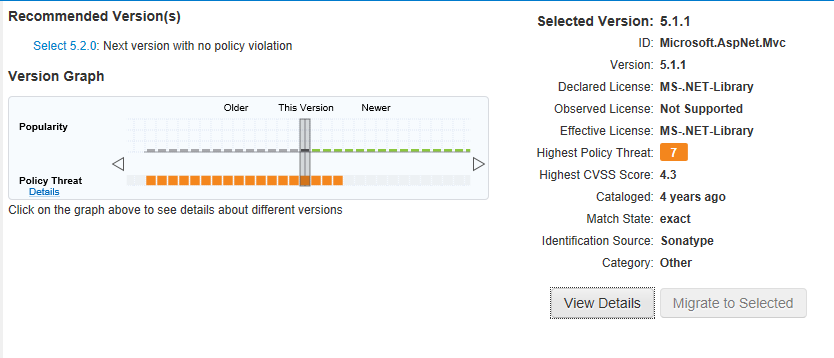 Recommended Version(s)
Select 5.2.0: Next version with no policy violation
Version Graph
Older This Version Newer
Popularity
Policy Threat
Details
Click on the graph above to see details about different versions
Selected Version: 5.1.1
ID: Microsoft.AspNet.Mvc
Version: 5.1.1
Declared License: MS-.NET-Library
Observed License: Not Supported
Effective License: MS-.NET-Library
Highest Policy Threat: 7
Highest CVSS Score: 4.3
Cataloged: 4 years ago
Match State: exact
Identification Source: Sonatype
Category: Other
View Details Migrate to Selected